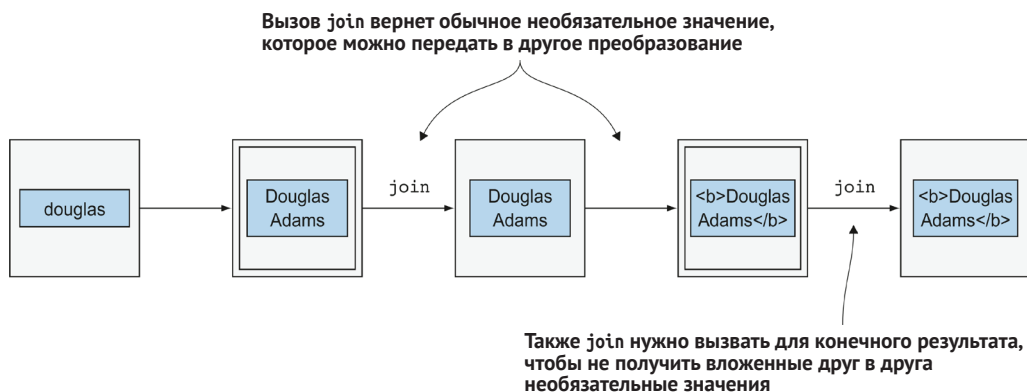 Вызов join вернет обычное необязательное значение,
которое можно передать в другое преобразование
douglas
Douglas
Adams
join
Douglas
Adams
<b>Douglas
Adams</b>
join
<b>Douglas
Adams</b>
Также join нужно вызвать для конечного результата,
чтобы не получить вложенные друг в друга
необязательные значения